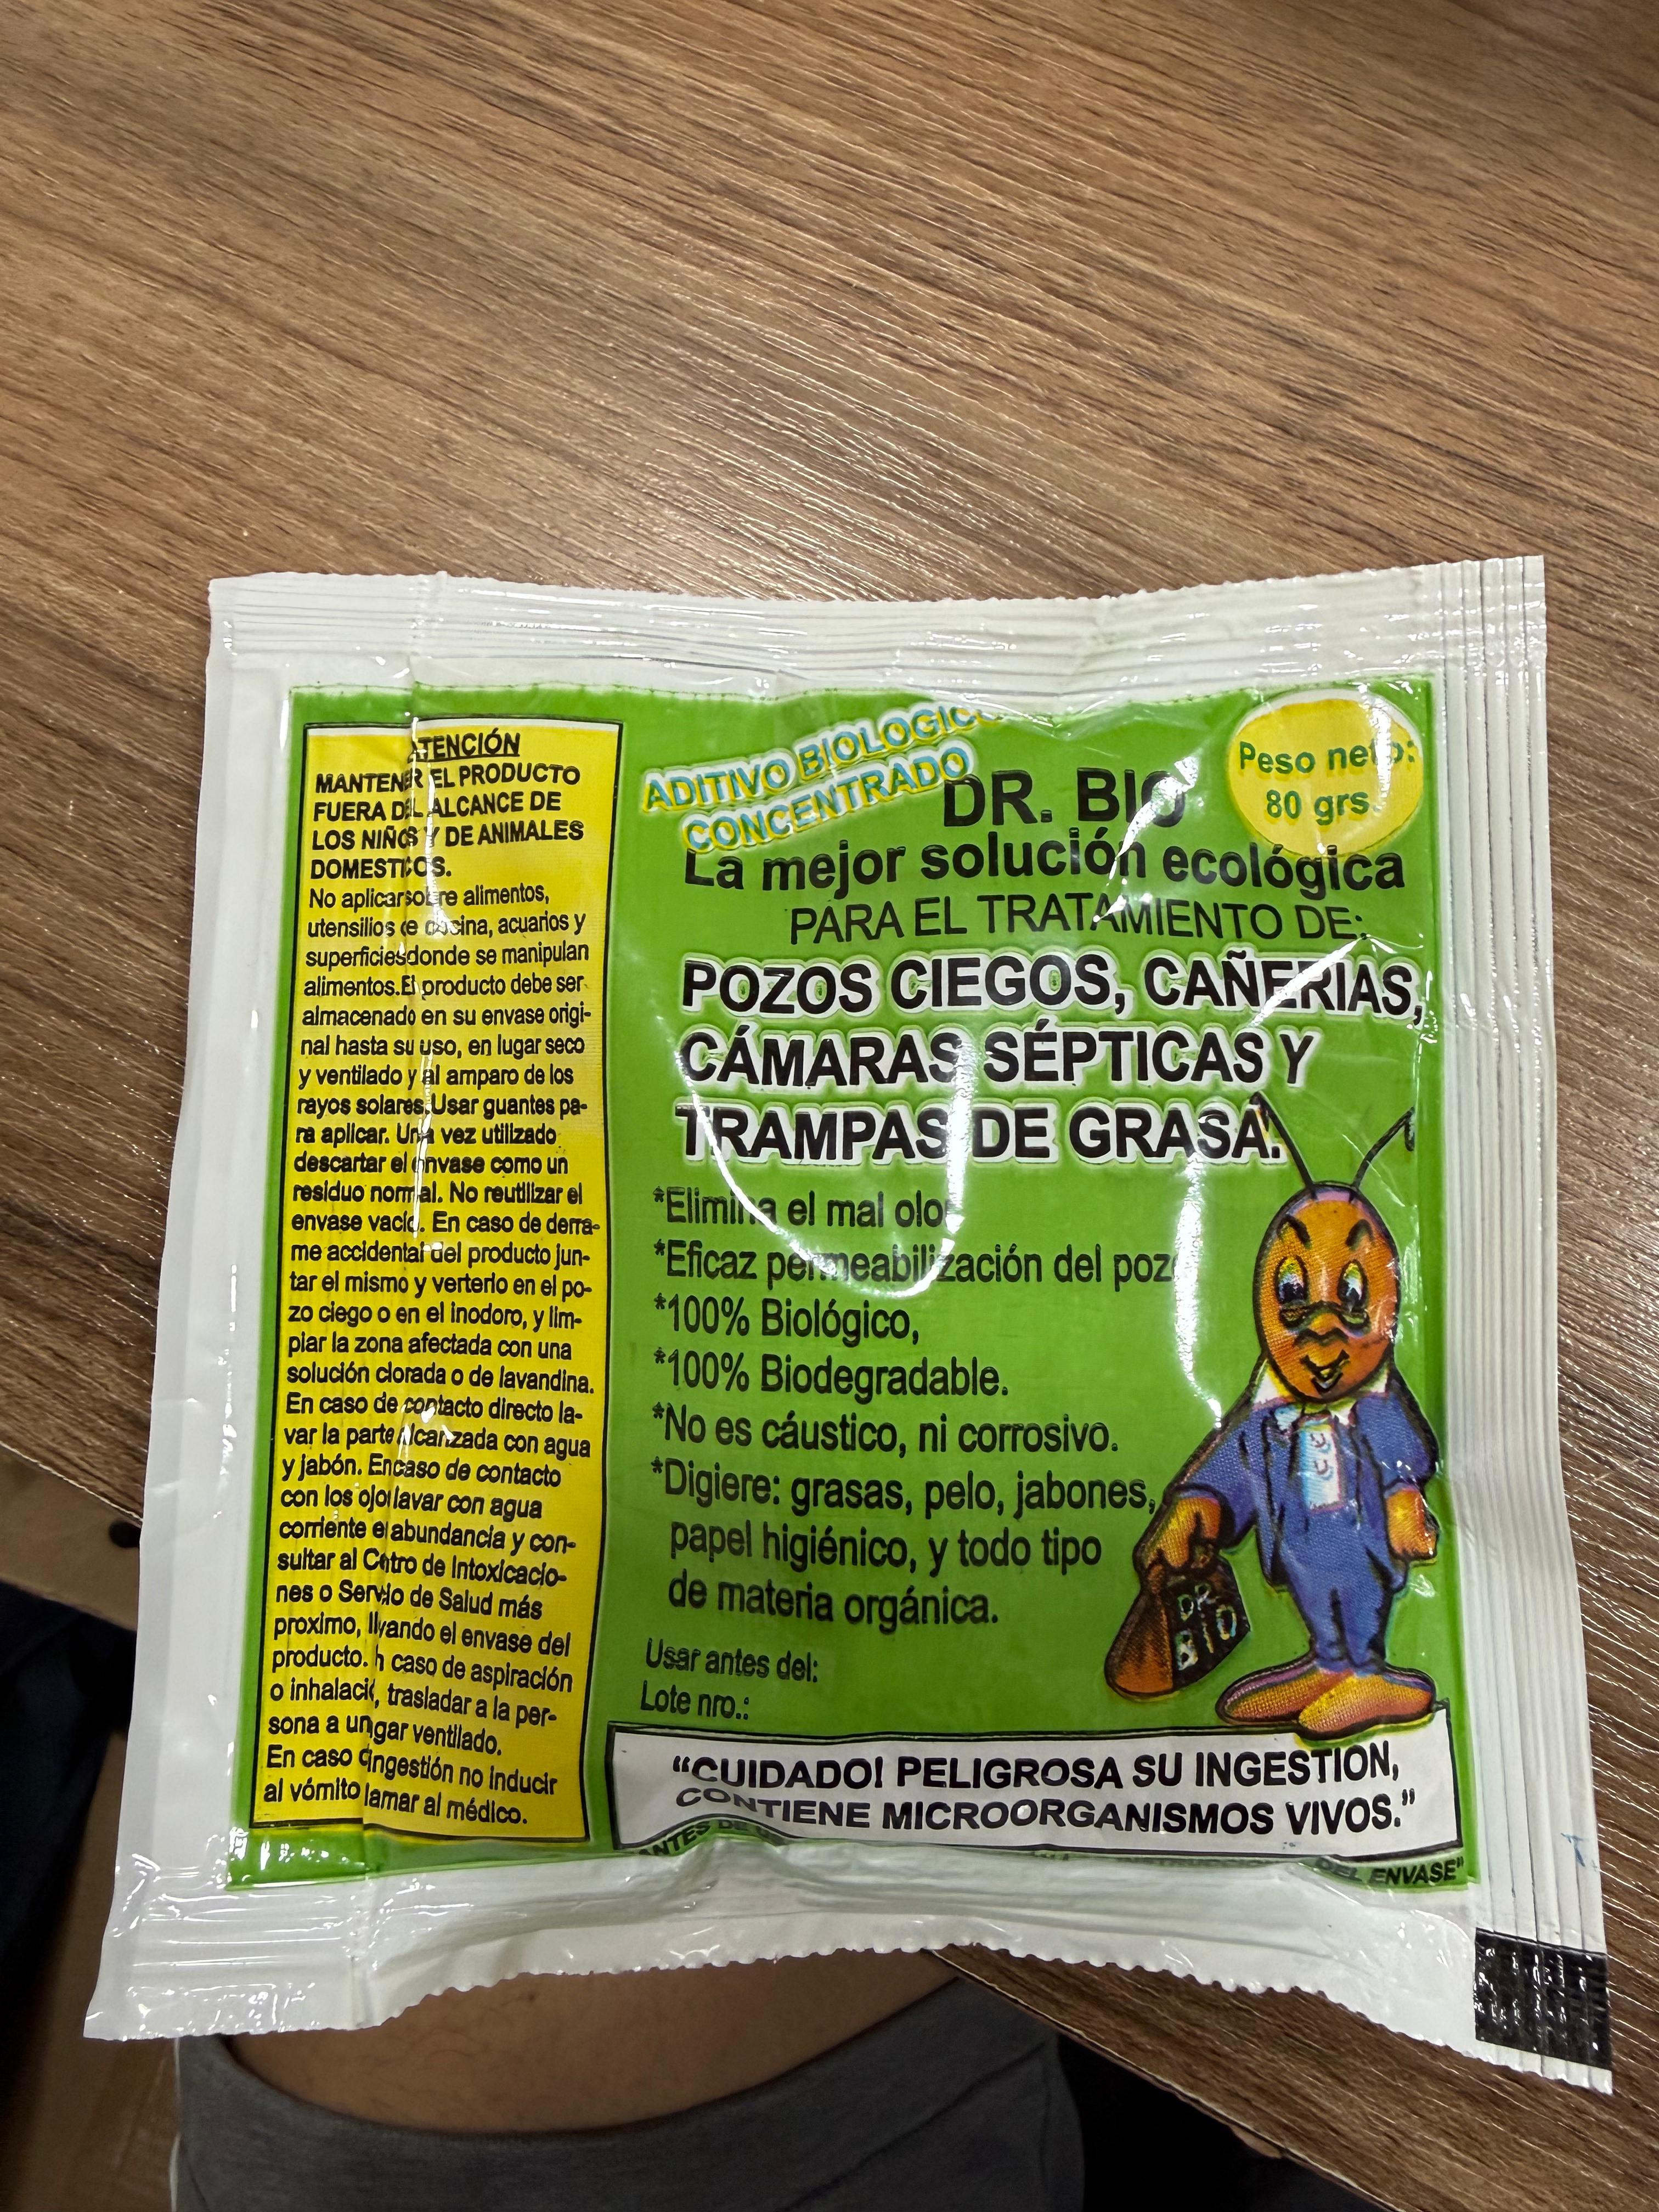 ATENCIÓN
MANTENER EL PRODUCTO
FUERA DEL ALCANCE DE
LOS NIÑOS Y DE ANIMALES
DOMESTICOS.
No aplicar sobre alimentos,
utensilios de cocina, acuarios y
superficies donde se manipulan
alimentos. El producto debe ser
almacenado en su envase origi-
nal hasta su uso, en lugar seco
y ventilado y al amparo de los
rayos solares. Usar guantes pa-
ra aplicar. Una vez utilizado
descartar el envase como un
residuo normal. No reutilizar el
envase vacío. En caso de derra-
me accidental del producto jun-
tar el mismo y verterlo en el po-
zo ciego o en el inodoro, y lim-
piar la zona afectada con una
solución clorada o de lavandina.
En caso de contacto directo la-
var la parte alcanzada con agua
y jabón. En caso de contacto
con los ojo lavar con agua
corriente e abundancia y con-
sultar al de Intoxicacio-
nes o de Salud más
proximo, ando el envase del
producto. caso de aspiración
o trasladar a la per-
sona a un ventilado.
En caso ingestión no inducir
al vómito al médico.
ADITIVO BIOLOGICO
CONCENTRADO
Peso neto:
80 grs.
DR. BIO
La mejor solución ecológica
PARA EL TRATAMIENTO DE:
POZOS CIEGOS, CAÑERIAS,
CÁMARAS SÉPTICAS Y
TRAMPAS DE GRASA.
*Elimina el mal olor
*Eficaz permeabilización del pozo
*100% Biológico,
*100% Biodegradable.
*No es cáustico, ni corrosivo.
*Digiere: grasas, pelo, jabones,
papel higiénico, y todo tipo
de materia orgánica.
DR
BIO
Usar antes del:
Lote nro.:
“CUIDADO! PELIGROSA SU INGESTION,
CONTIENE MICROORGANISMOS VIVOS.”
ANTES DE DEL ENVASE”